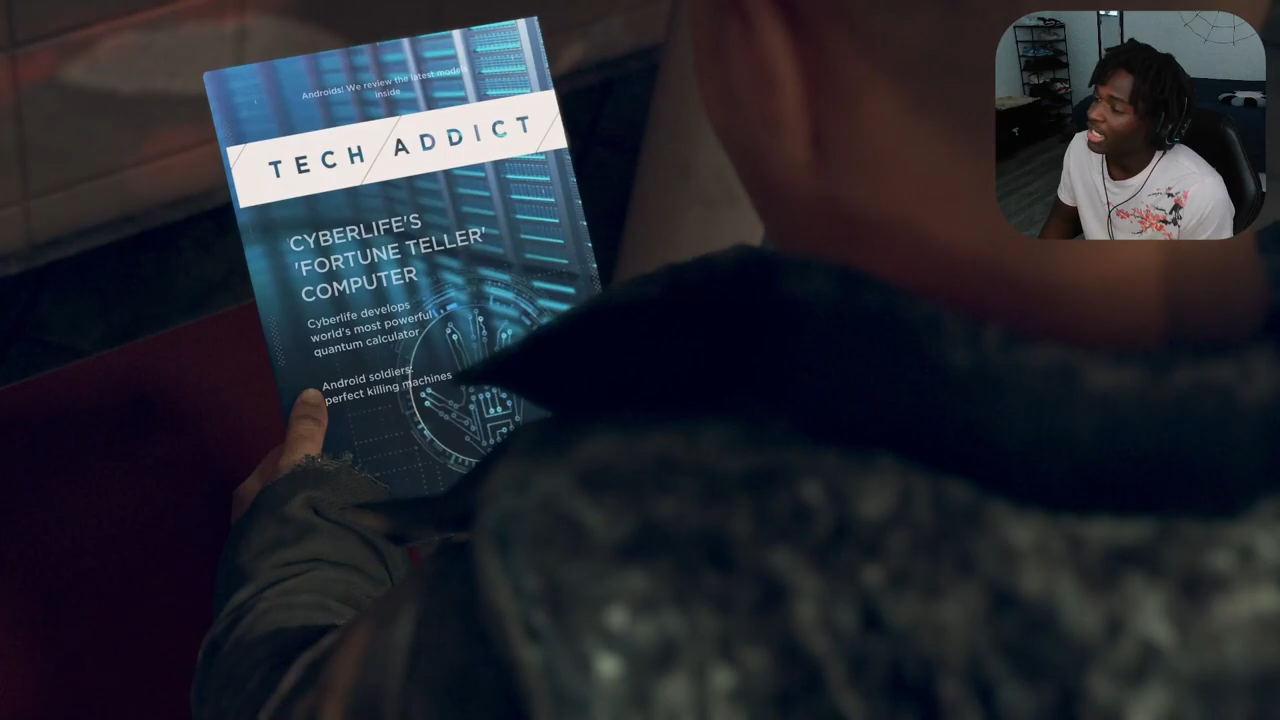 Androids! We review the latest models
inside
TECH ADDICT
CYBERLIFE'S
'FORTUNE TELLER'
COMPUTER
Cyberlife develops
world's most powerful
quantum calculator
Android soldiers:
perfect killing machines